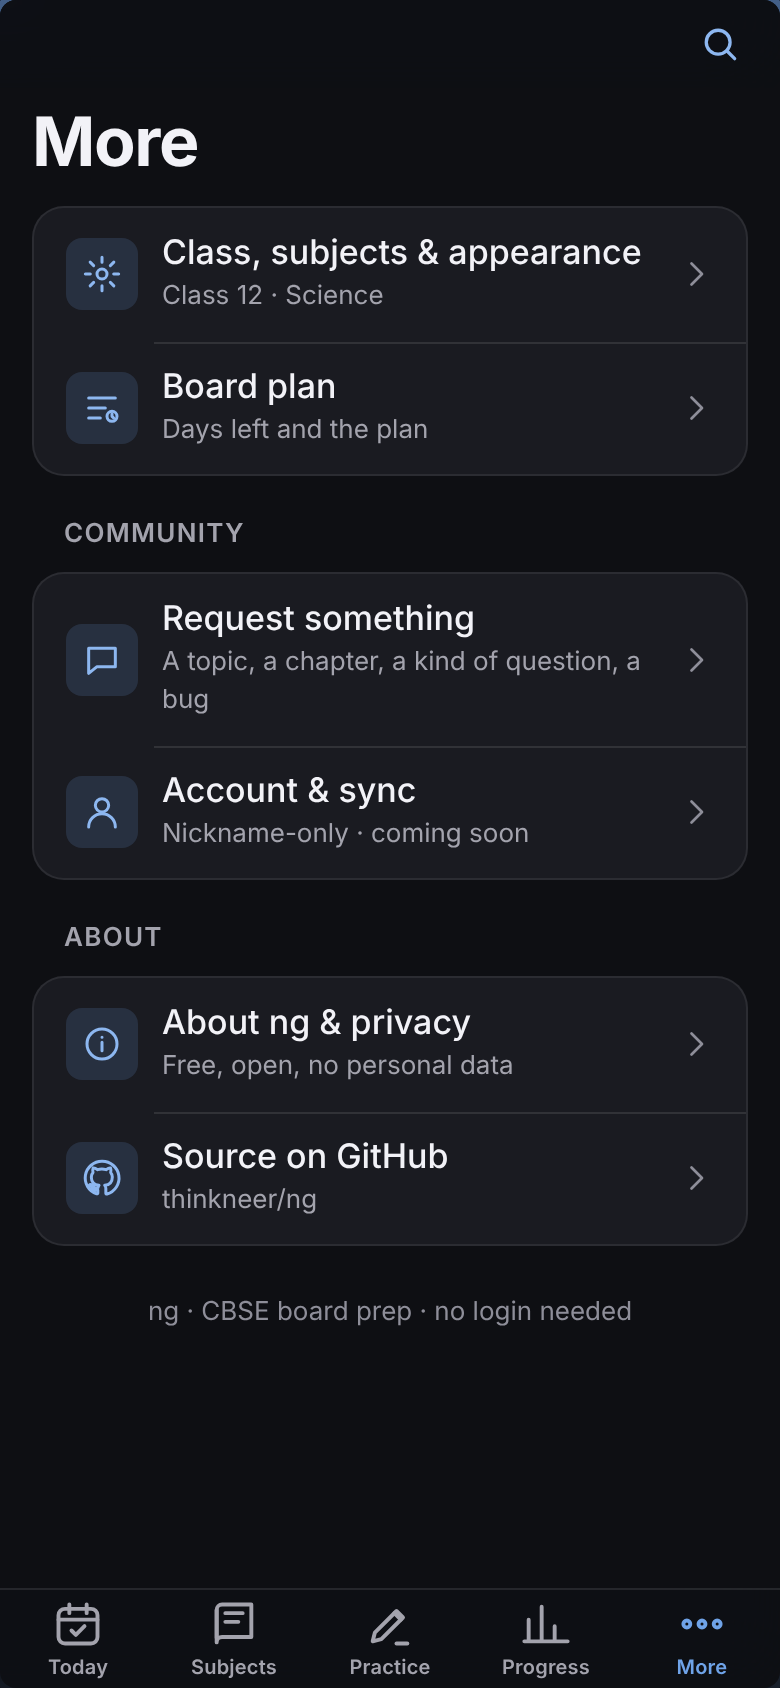 More
Class, subjects & appearance
Class 12 · Science
Board plan
Days left and the plan
COMMUNITY
Request something
A topic, a chapter, a kind of question, a
bug
Account & sync
Nickname-only · coming soon
ABOUT
About ng & privacy
Free, open, no personal data
Source on GitHub
thinkneer/ng
ng · CBSE board prep · no login needed
Today
Subjects
Practice
Progress
More